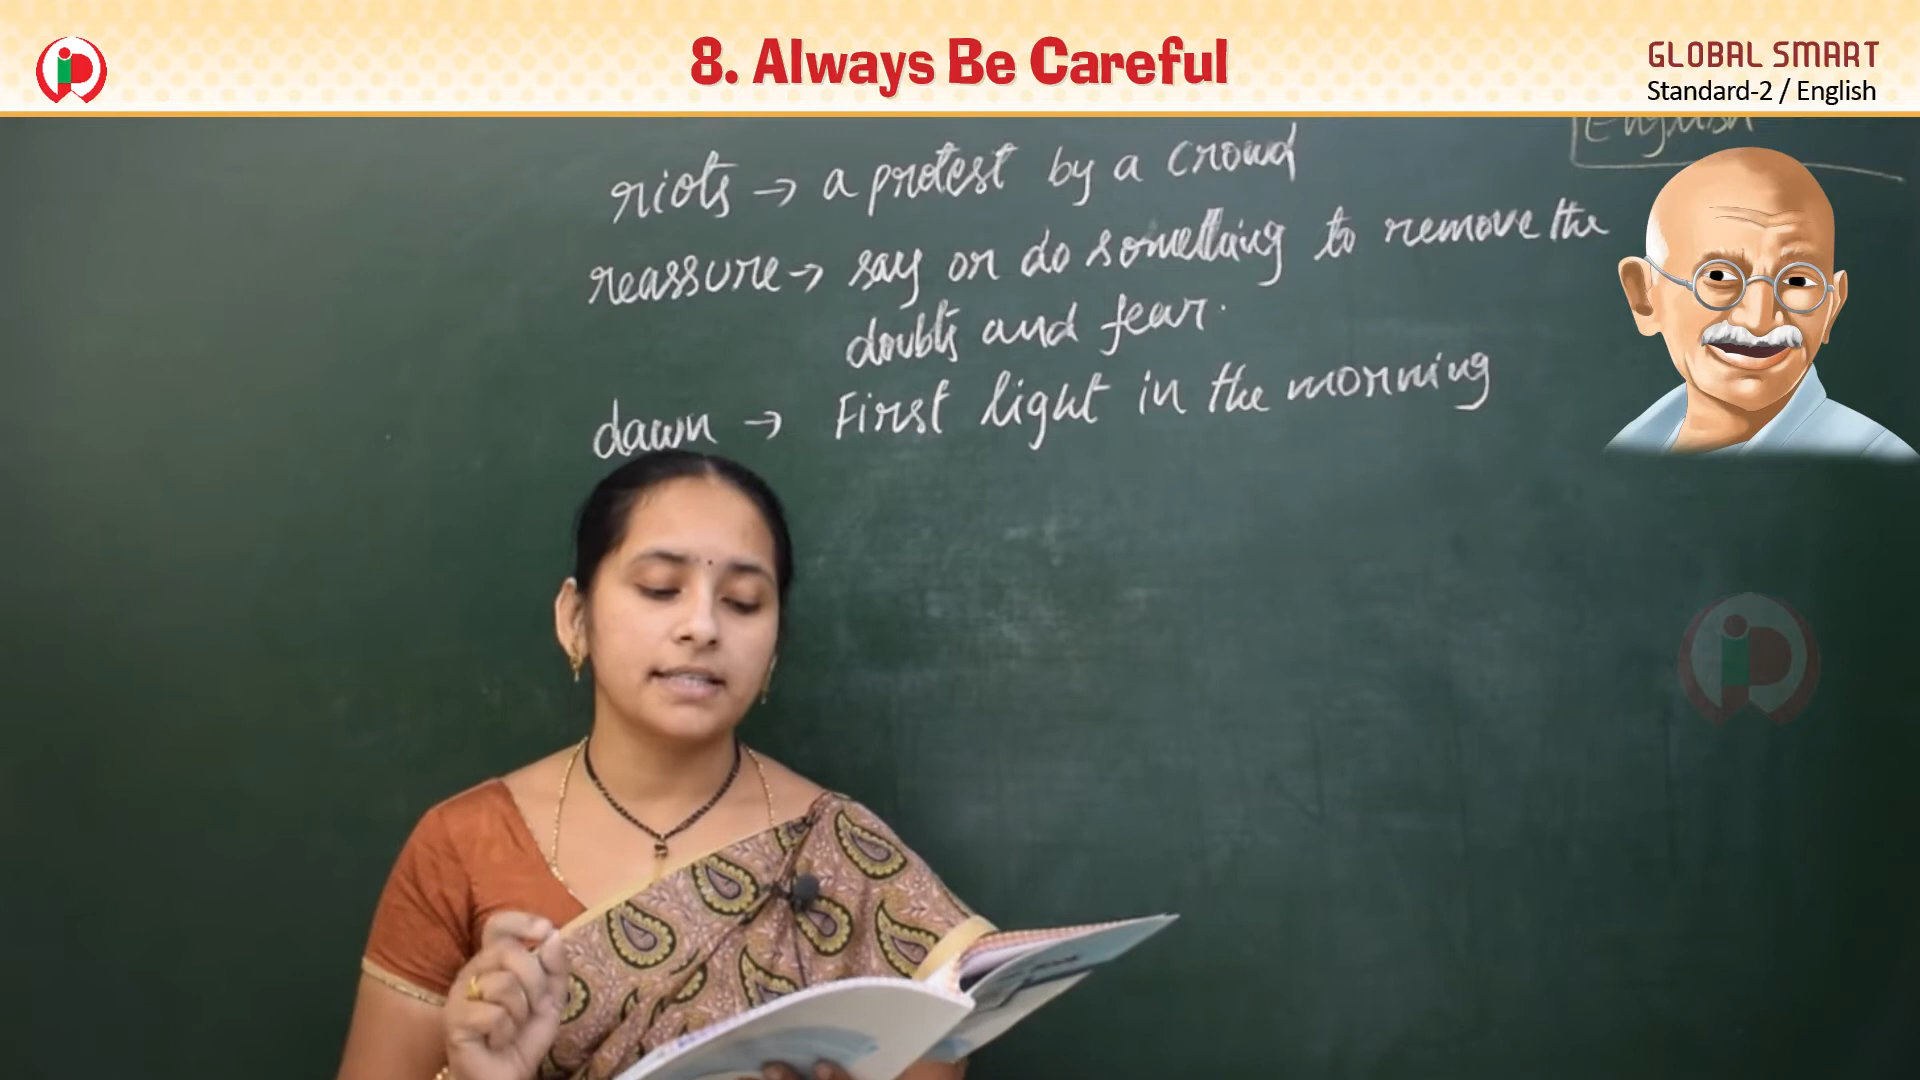 8. Always Be Careful
GLOBAL SMART
Standard-2 / English
English
riots → a protest by a crowd
reassure → say or do something to remove the
doubts and fear.
dawn → First light in the morning